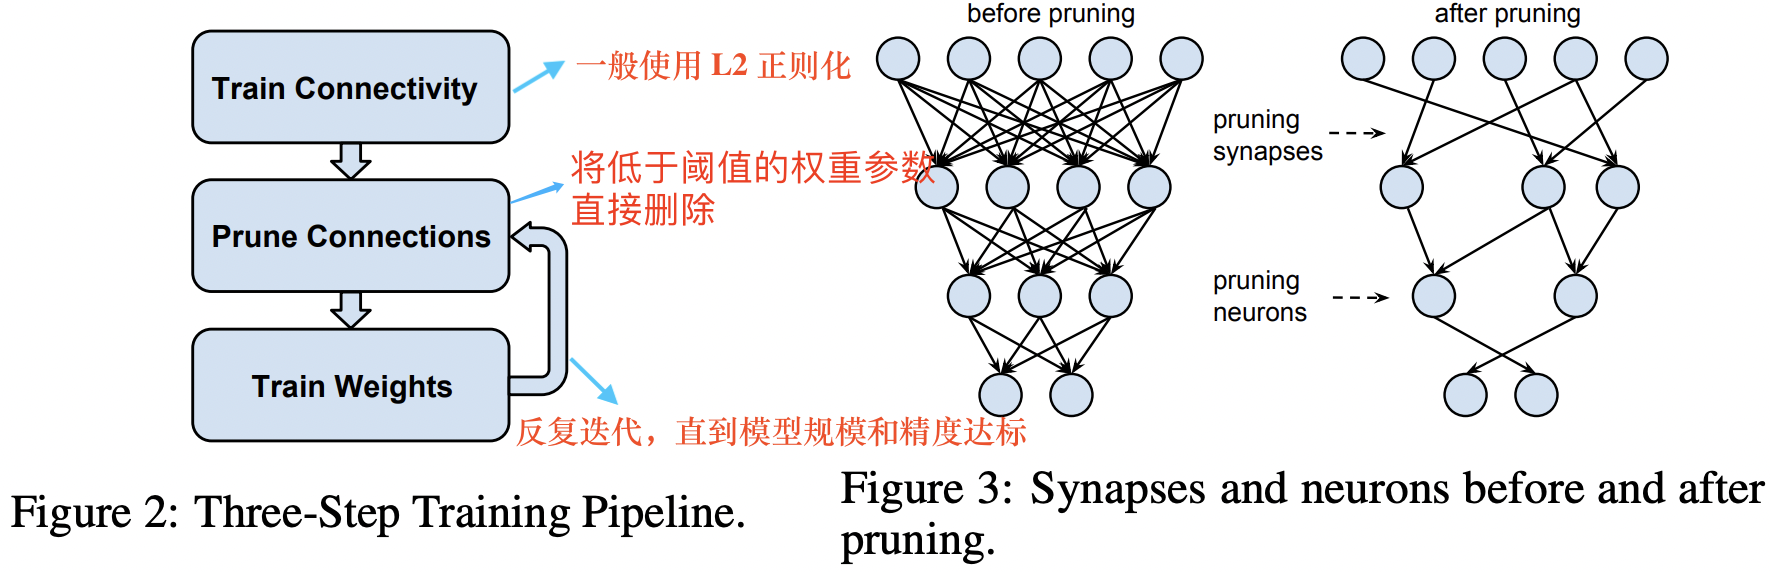 Train Connectivity
一般使用 L2 正则化
Prune Connections
将低于阈值的权重参数
直接删除
Train Weights
反复迭代，直到模型规模和精度达标
Figure 2: Three-Step Training Pipeline.
before pruning
after pruning
pruning
synapses
pruning
neurons
Figure 3: Synapses and neurons before and after
pruning.